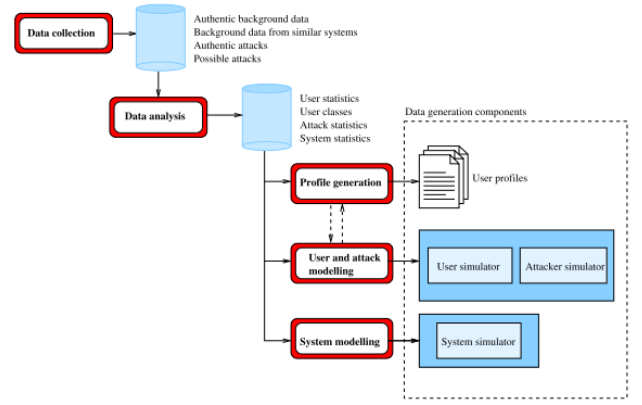 Data collection
Authentic background data
Background data from similar systems
Authentic attacks
Possible attacks
Data analysis
User statistics
User classes
Attack statistics
System statistics
Data generation components
Profile generation
User profiles
User and attack
modelling
User simulator
Attacker simulator
System modelling
System simulator